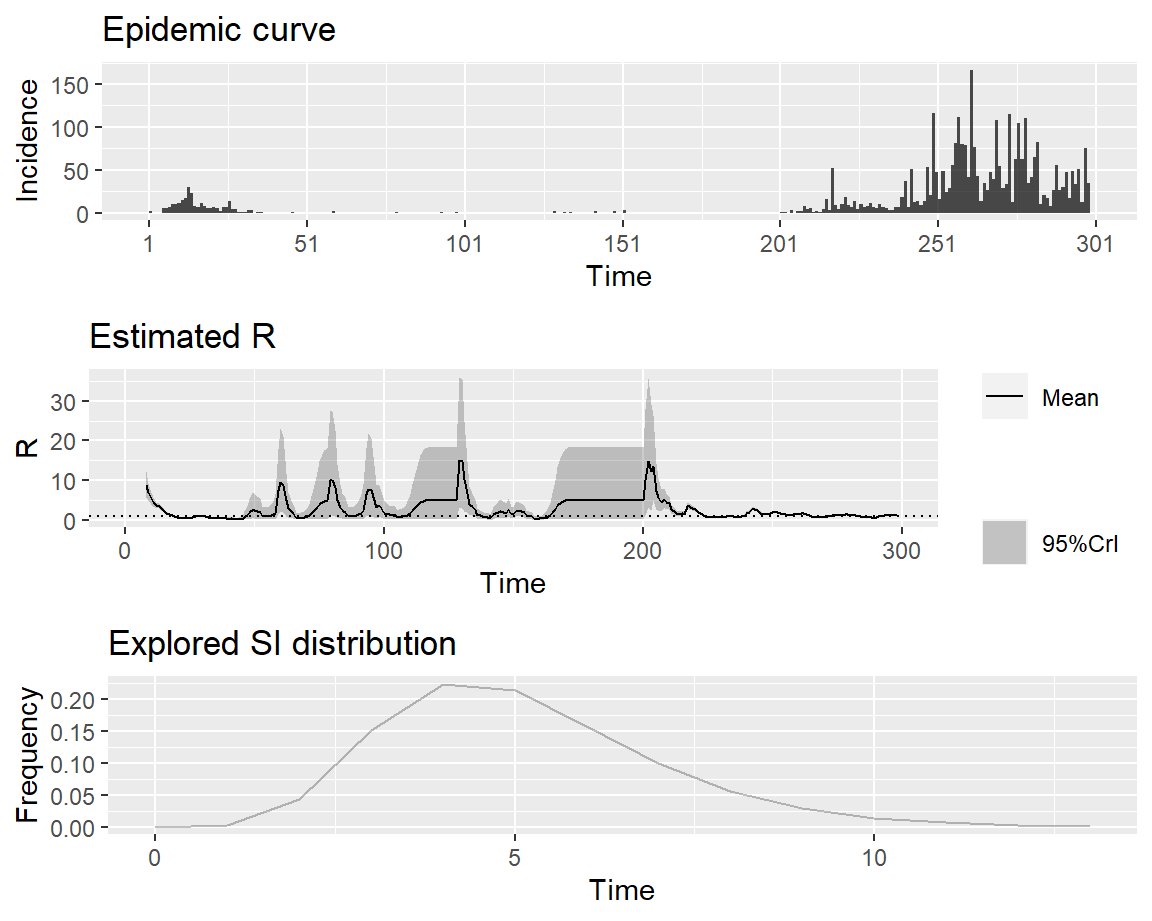 Epidemic curve
Incidence
150
100
50
0
1 51 101 151 201 251 301
Time
Estimated R
R
30
20
10
0
0 100 200 300
Time
Mean
95%CrI
Explored SI distribution
Frequency
0.20
0.15
0.10
0.05
0.00
0 5 10
Time